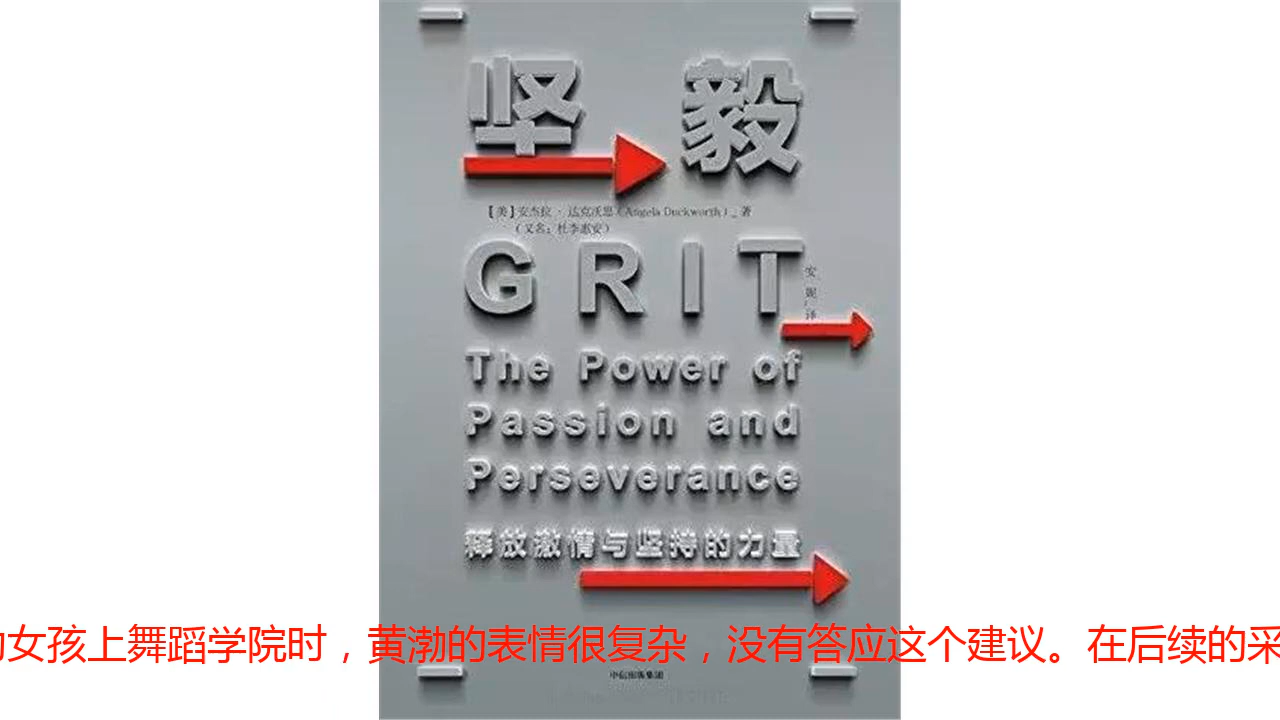 坚毅
【美】安杰拉·达克沃思(Angela Duckworth)_著
(又名:杜李惠安)
GRIT
安妮_译
The Power of
Passion and
Perseverance
释放激情与坚持的力量
女孩上舞蹈学院时,黄渤的表情很复杂,没有答应这个建议。在后续的采
中信出版集团